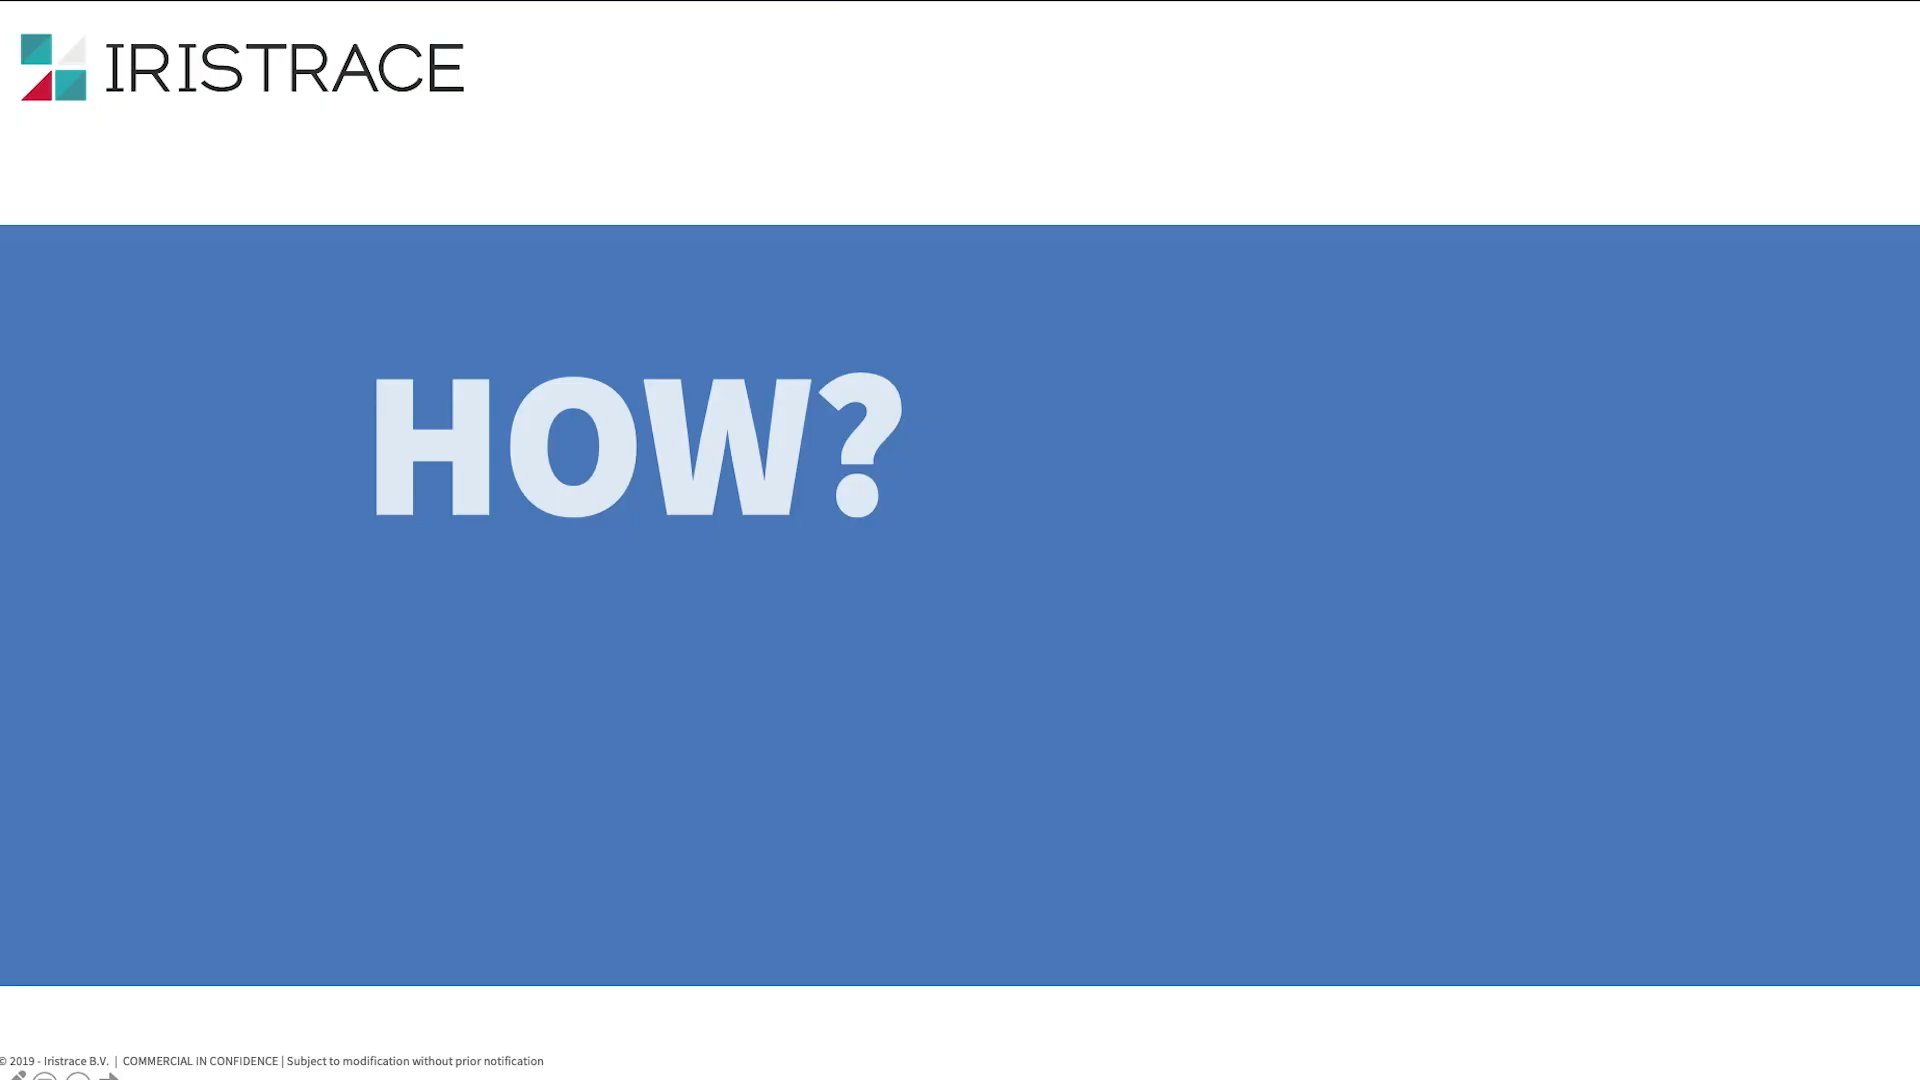 IRISTRACE
HOW?
© 2019 - Iristrace B.V. | COMMERCIAL IN CONFIDENCE | Subject to modification without prior notification